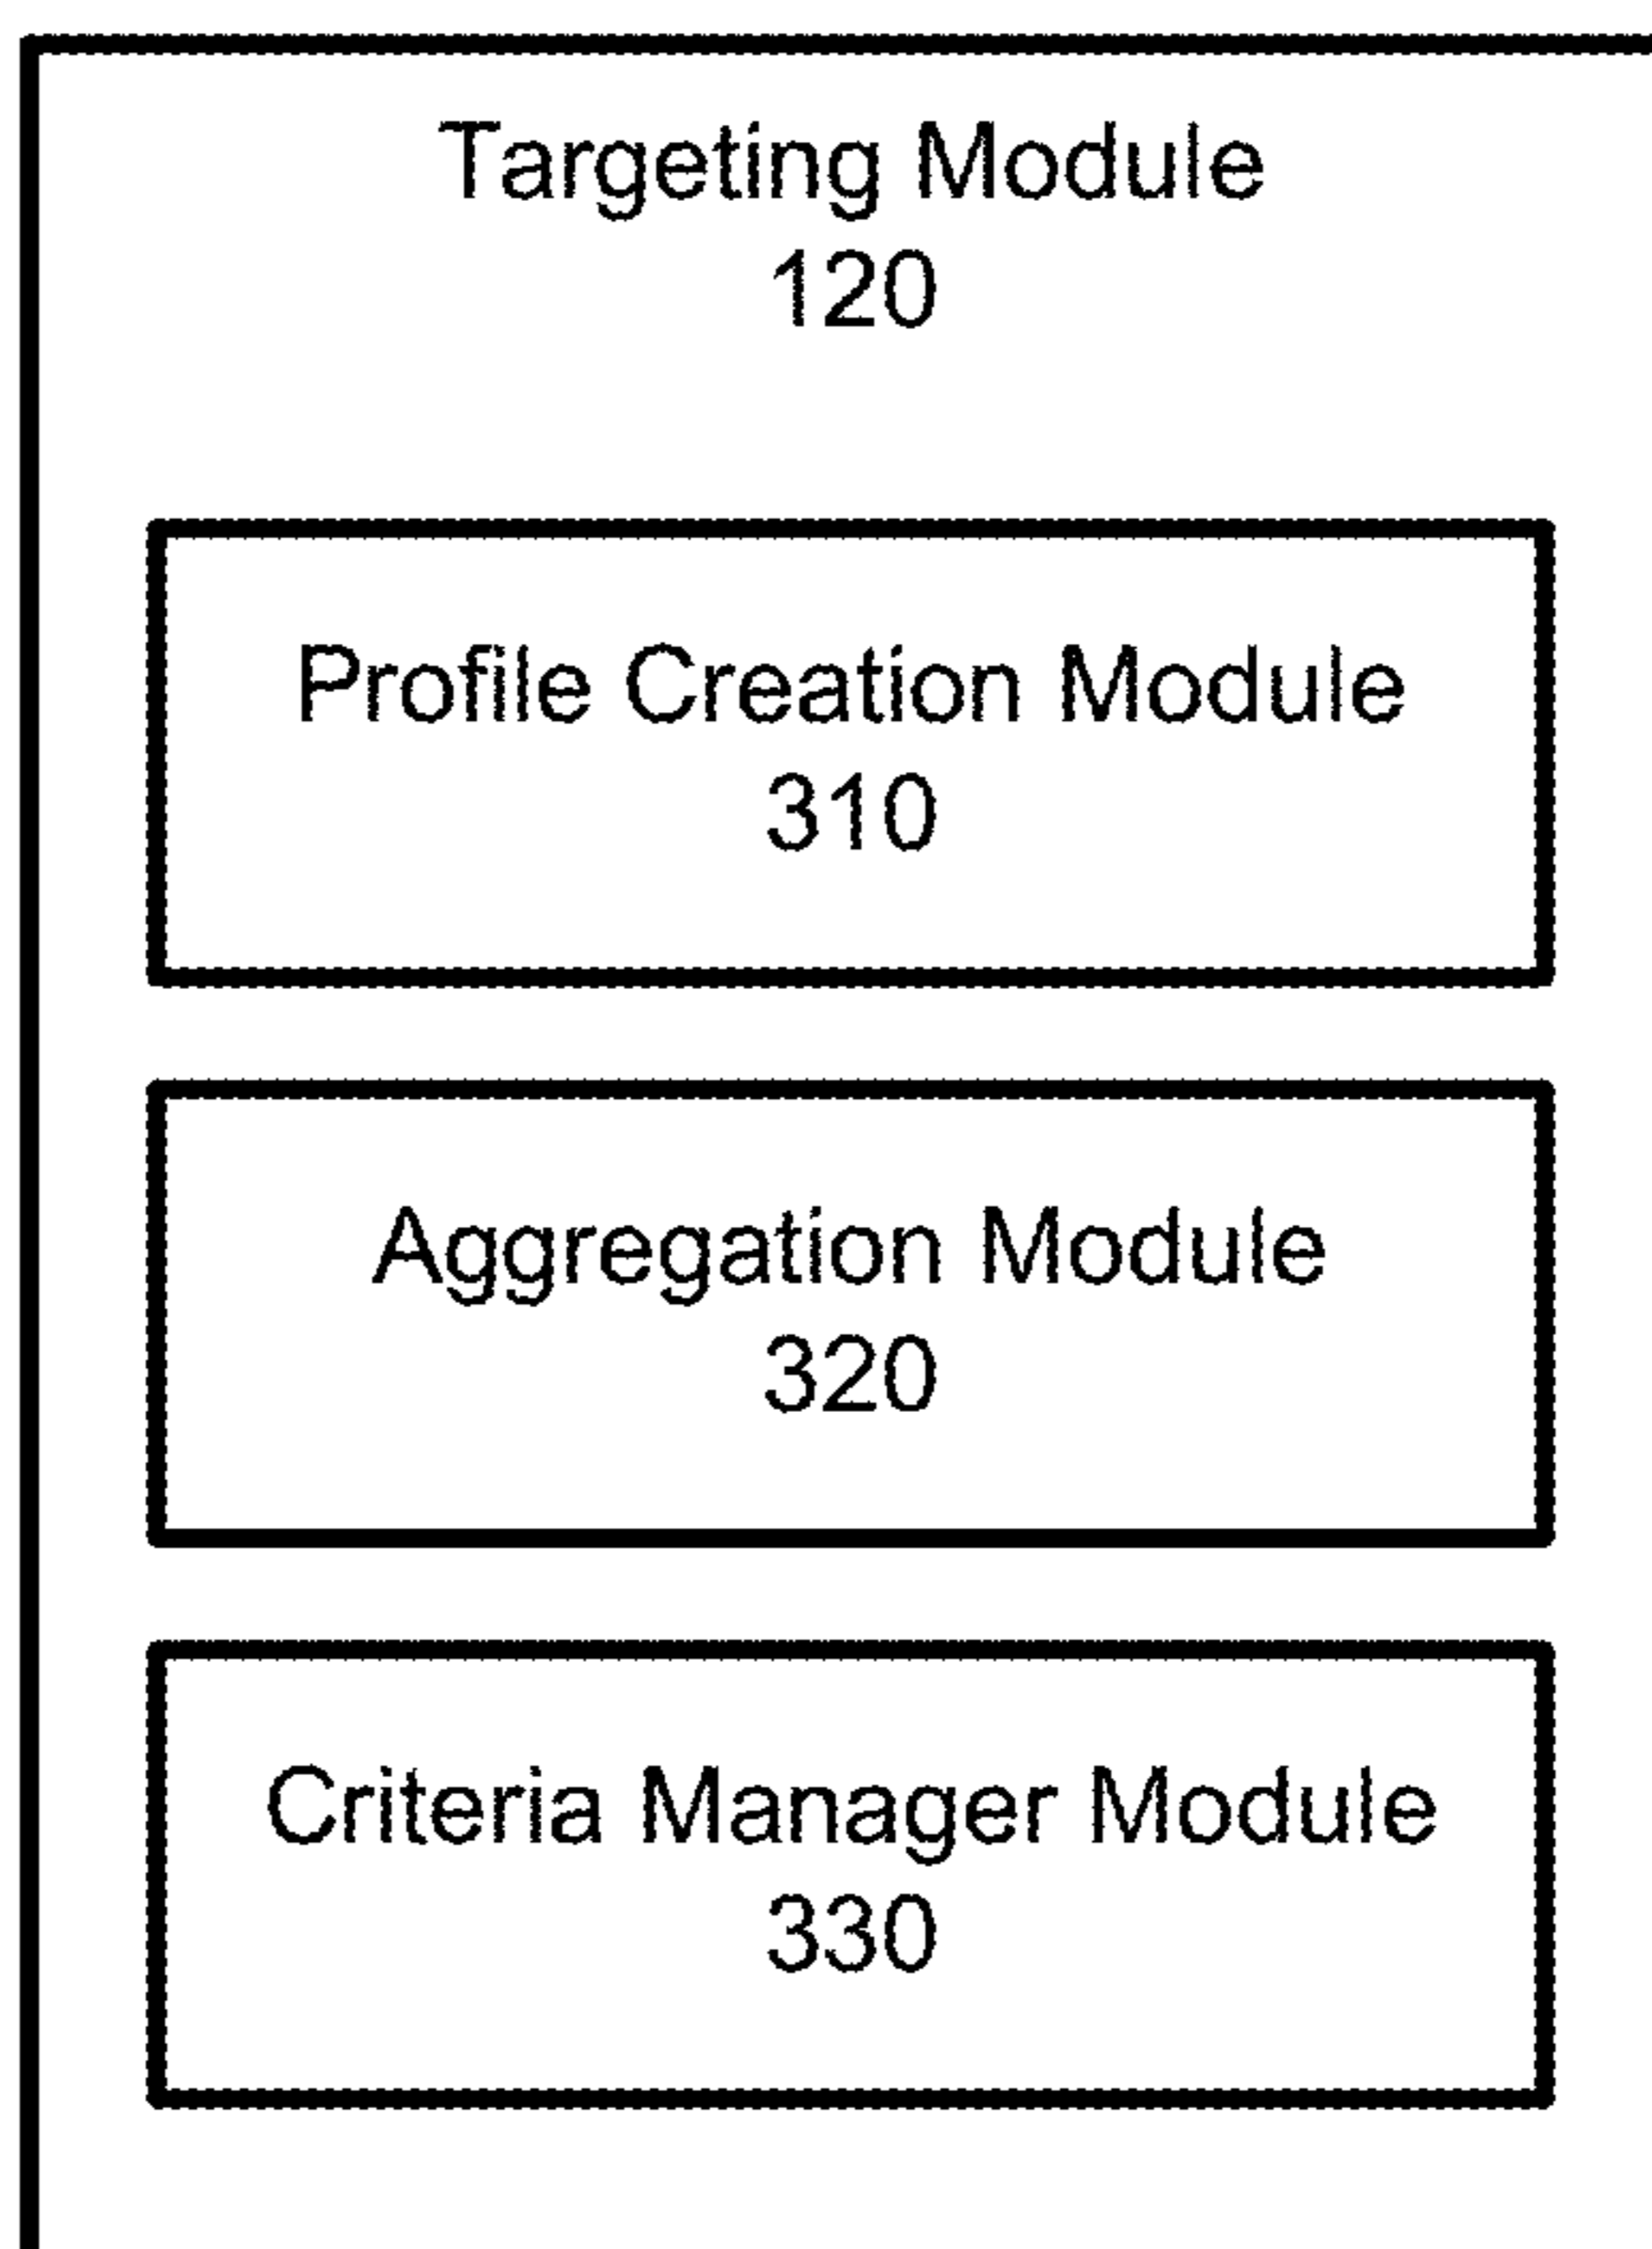 Targeting Module
120
Profile Creation Module
310
Aggregation Module
320
Criteria Manager Module
330